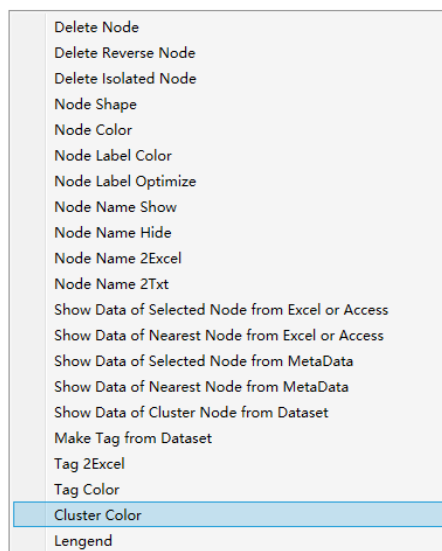 Delete Node
Delete Reverse Node
Delete Isolated Node
Node Shape
Node Color
Node Label Color
Node Label Optimize
Node Name Show
Node Name Hide
Node Name 2Excel
Node Name 2Txt
Show Data of Selected Node from Excel or Access
Show Data of Nearest Node from Excel or Access
Show Data of Selected Node from MetaData
Show Data of Nearest Node from MetaData
Show Data of Cluster Node from Dataset
Make Tag from Dataset
Tag 2Excel
Tag Color
Cluster Color
Lengend